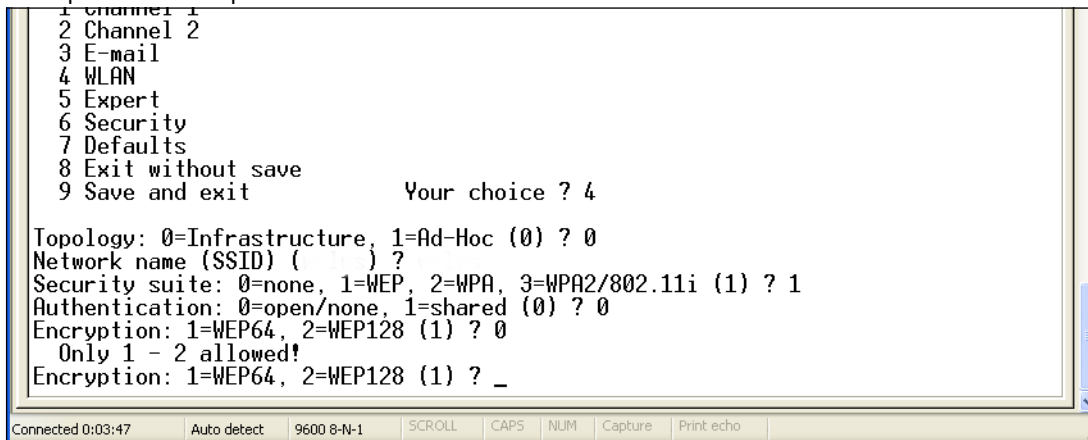 1 Channel 1
2 Channel 2
3 E-mail
4 WLAN
5 Expert
6 Security
7 Defaults
8 Exit without save
9 Save and exit Your choice ? 4
Topology: 0=Infrastructure, 1=Ad-Hoc (0) ? 0
Network name (SSID) ( ) ?
Security suite: 0=none, 1=WEP, 2=WPA, 3=WPA2/802.11i (1) ? 1
Authentication: 0=open/none, 1=shared (0) ? 0
Encryption: 1=WEP64, 2=WEP128 (1) ? 0
Only 1 - 2 allowed!
Encryption: 1=WEP64, 2=WEP128 (1) ? _
Connected 0:03:47 Auto detect 9600 8-N-1 SCROLL CAPS NUM Capture Print echo